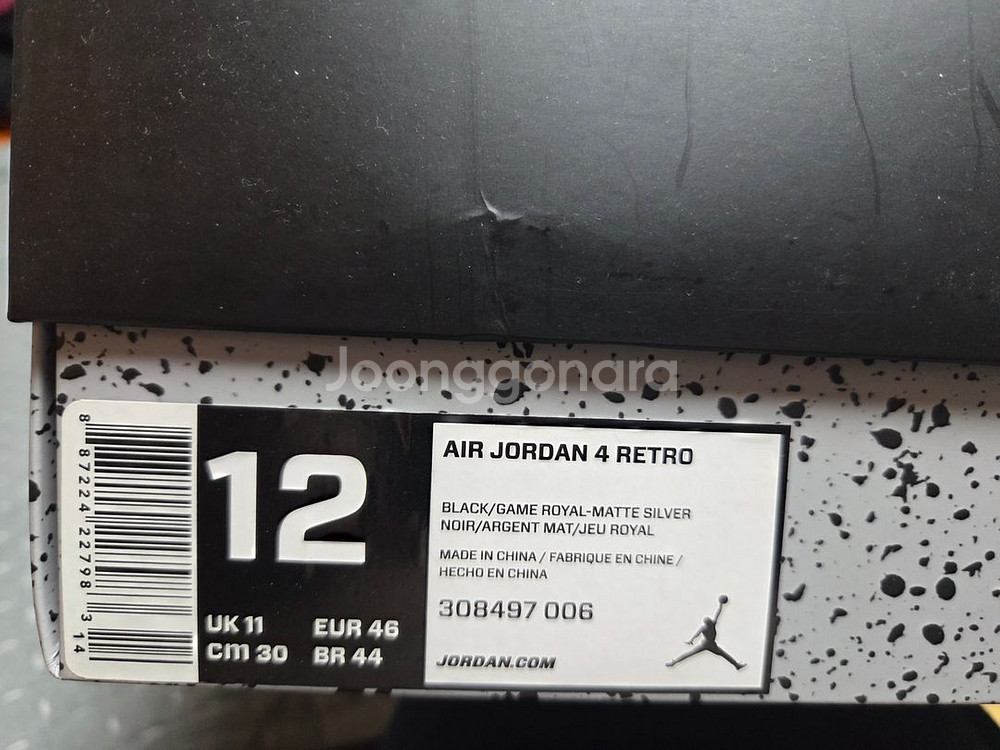 Joonggonara
8 87224 22798 3 14
12
UK 11 EUR 46
cm 30 BR 44
AIR JORDAN 4 RETRO
BLACK/GAME ROYAL-MATTE SILVER
NOIR/ARGENT MAT/JEU ROYAL
MADE IN CHINA / FABRIQUE EN CHINE /
HECHO EN CHINA
308497 006
JORDAN.COM